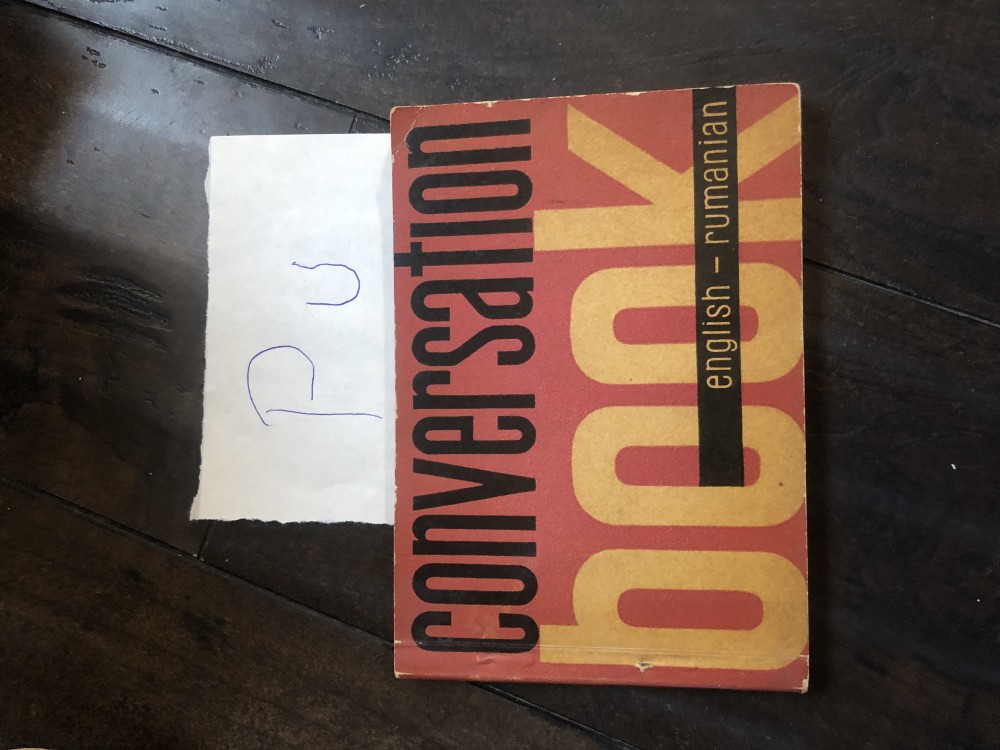 P u
conversation
book
english – rumanian